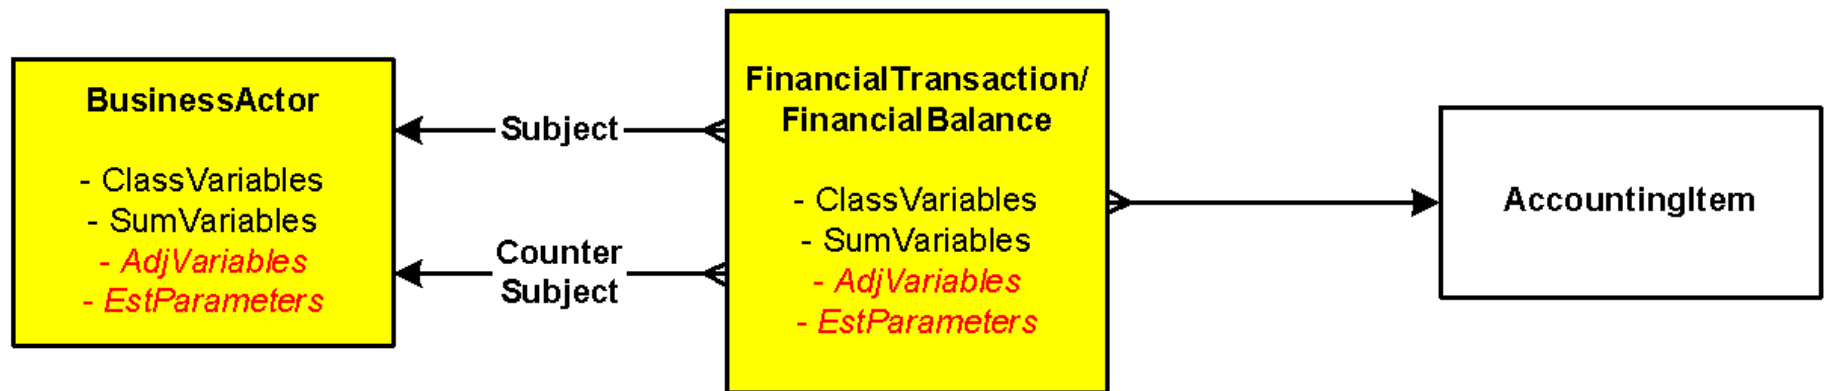 BusinessActor
- ClassVariables
- SumVariables
- AdjVariables
- EstParameters
Subject
Counter
Subject
FinancialTransaction/
FinancialBalance
- ClassVariables
- SumVariables
- AdjVariables
- EstParameters
AccountingItem